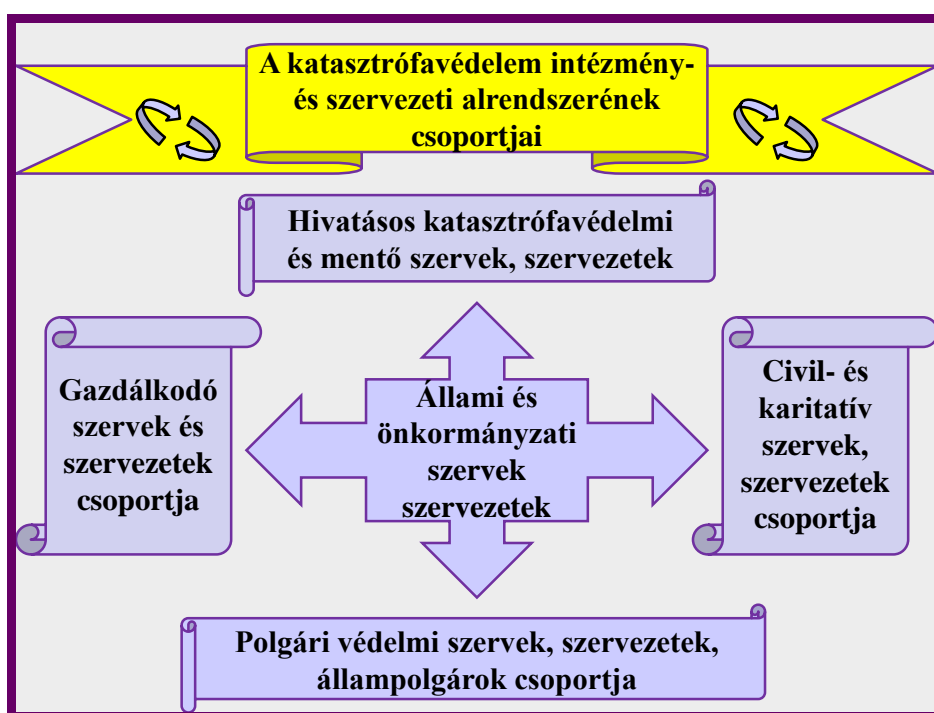 A katasztrófavédelem intézmény-
és szervezeti alrendszerének
csoportjai
Hivatásos katasztrófavédelmi
és mentő szervek, szervezetek
Gazdálkodó
szervek és
szervezetek
csoportja
Állami és
önkormányzati
szervek
szervezetek
Civil- és
karitatív
szervek,
szervezetek
csoportja
Polgári védelmi szervek, szervezetek,
állampolgárok csoportja